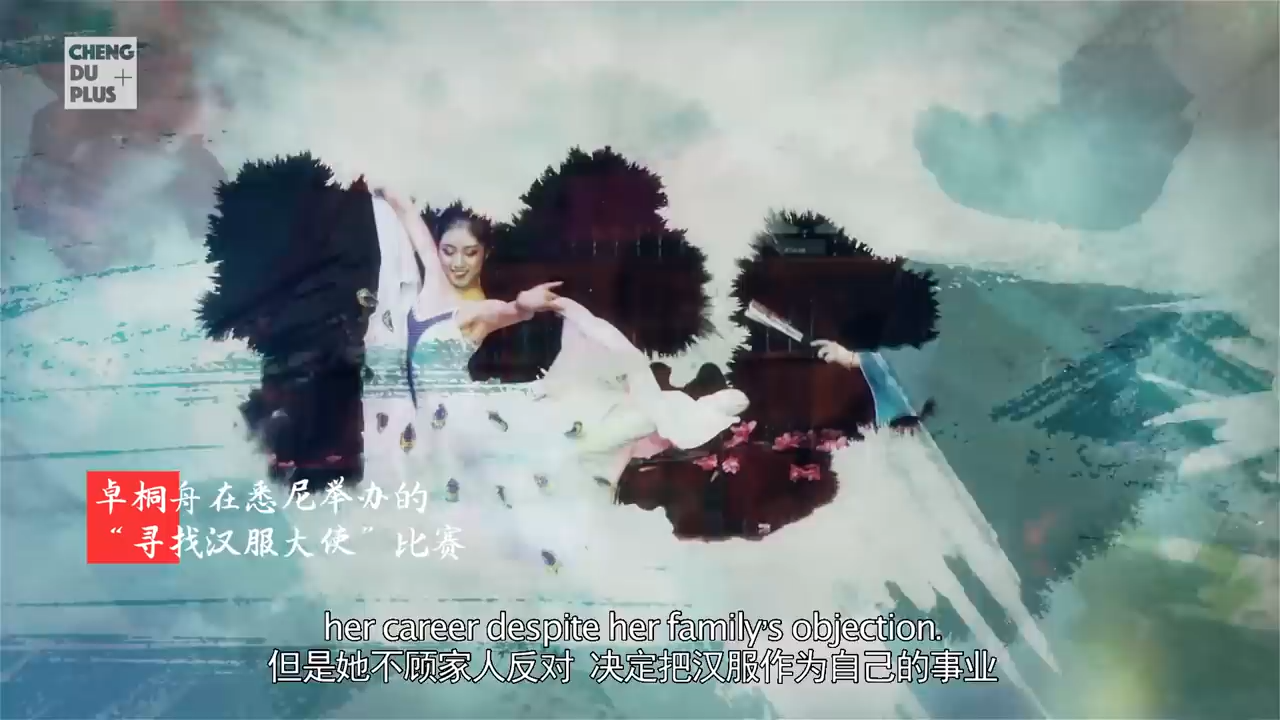 CHENG
DU
PLUS
卓桐舟在悉尼举办的
“寻找汉服大使”比赛
her career despite her family's objection.
但是她不顾家人反对 决定把汉服作为自己的事业